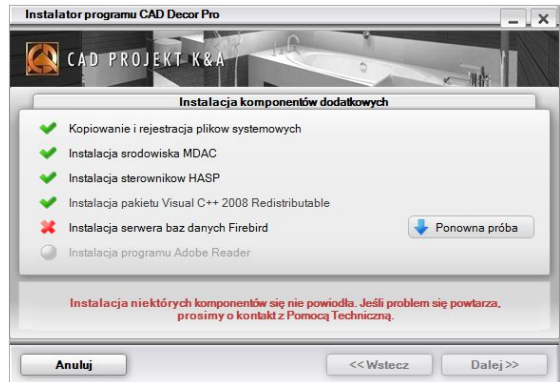 Instalator programu CAD Decor Pro
CAD PROJEKT K&A
Instalacja komponentów dodatkowych
Kopiowanie i rejestracja plikow systemowych
Instalacja srodowiska MDAC
Instalacja sterownikow HASP
Instalacja pakietu Visual C++ 2008 Redistributable
Instalacja serwera baz danych Firebird
Ponowna próba
Instalacja programu Adobe Reader
Instalacja niektórych komponentów się nie powiodła. Jeśli problem się powtarza,
prosimy o kontakt z Pomocą Techniczną.
Anuluj
<< Wstecz
Dalej >>